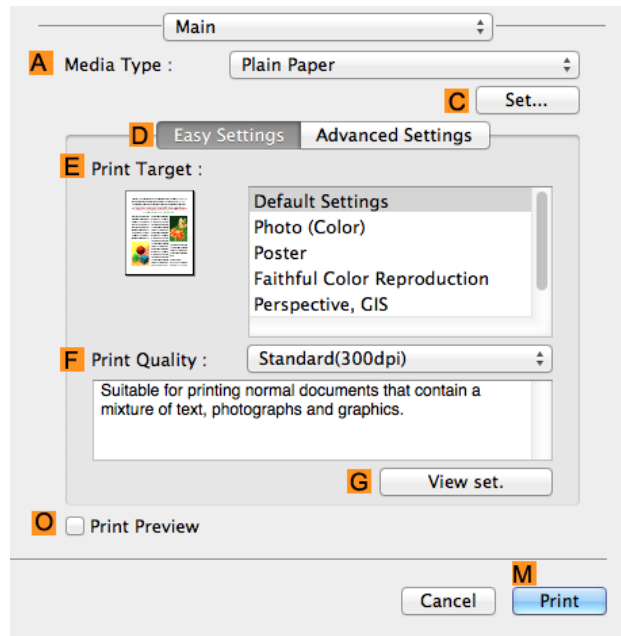 Main
A Media Type : Plain Paper
C Set...
D Easy Settings Advanced Settings
E Print Target :
Default Settings
Photo (Color)
Poster
Faithful Color Reproduction
Perspective, GIS
F Print Quality : Standard(300dpi)
Suitable for printing normal documents that contain a
mixture of text, photographs and graphics.
G View set.
O Print Preview
M
Cancel Print